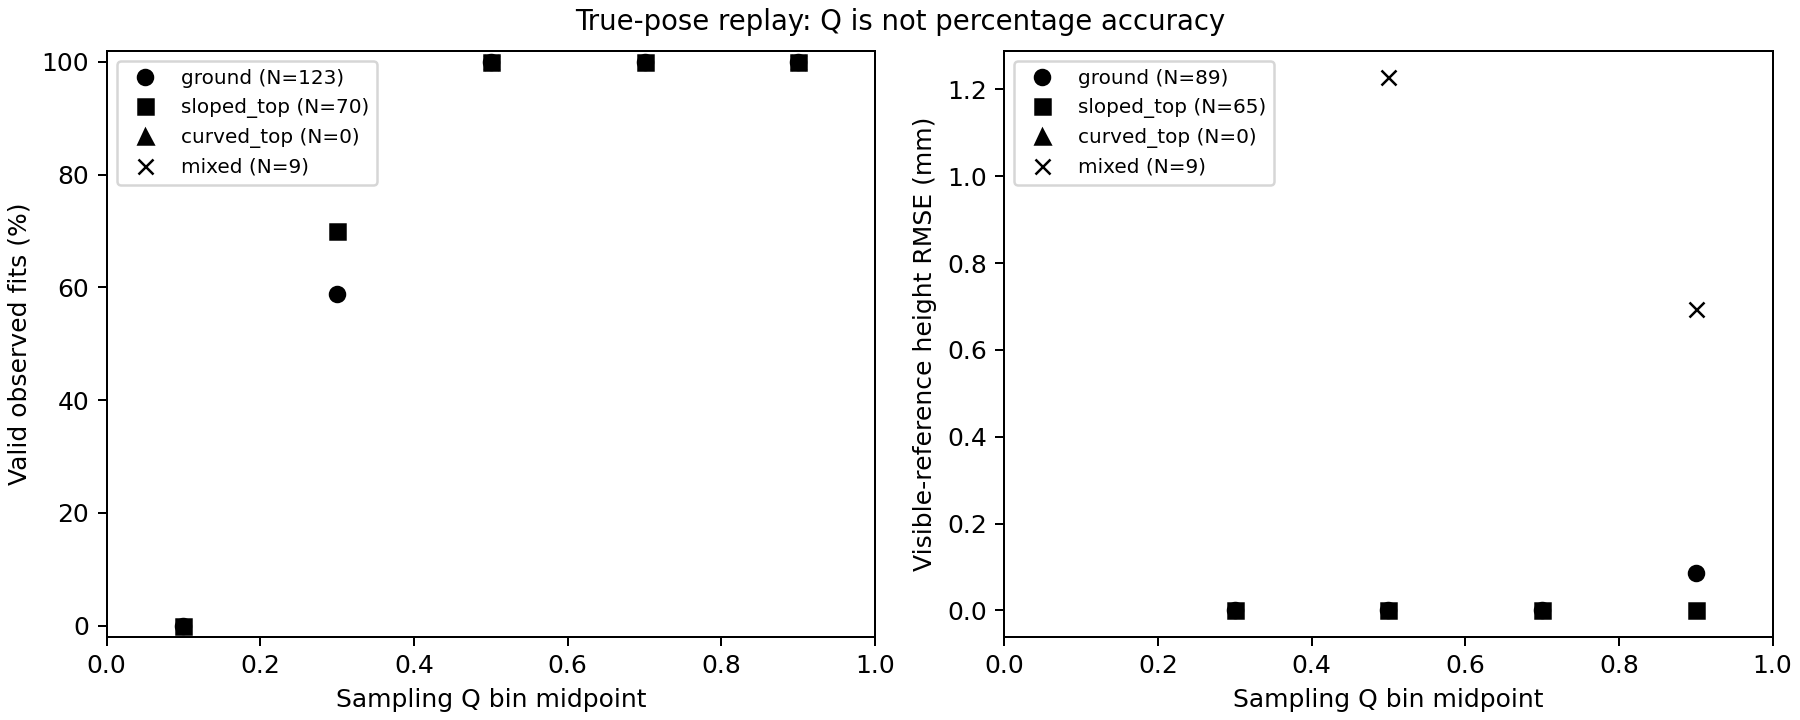 True-pose replay: Q is not percentage accuracy
Valid observed fits (%)
100
80
60
40
20
0
ground (N=123)
sloped_top (N=70)
curved_top (N=0)
mixed (N=9)
0.0 0.2 0.4 0.6 0.8 1.0
Sampling Q bin midpoint
Visible-reference height RMSE (mm)
1.2
1.0
0.8
0.6
0.4
0.2
0.0
ground (N=89)
sloped_top (N=65)
curved_top (N=0)
mixed (N=9)
0.0 0.2 0.4 0.6 0.8 1.0
Sampling Q bin midpoint